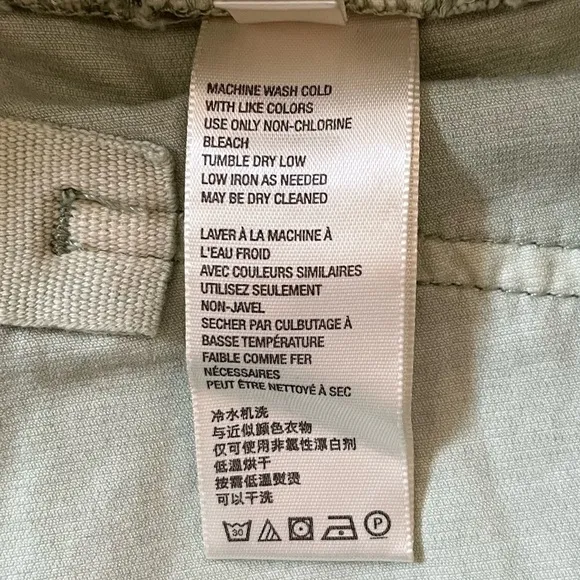 MACHINE WASH COLD
WITH LIKE COLORS
USE ONLY NON-CHLORINE
BLEACH
TUMBLE DRY LOW
LOW IRON AS NEEDED
MAY BE DRY CLEANED
LAVER À LA MACHINE À
L'EAU FROID
AVEC COULEURS SIMILAIRES
UTILISEZ SEULEMENT
NON-JAVEL
SECHER PAR CULBUTAGE À
BASSE TEMPÉRATURE
FAIBLE COMME FER
NÉCESSAIRES
PEUT ÊTRE NETTOYÉ À SEC
冷水机洗
与近似颜色衣物
仅可使用非氯性漂白剂
低温烘干
按需低温熨烫
可以干洗
30 P